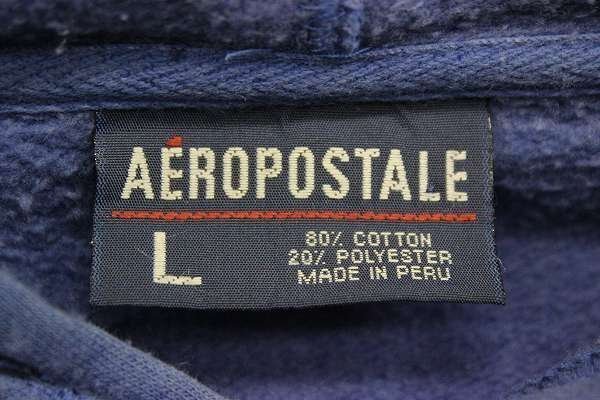 AÉROPOSTALE
L
80% COTTON
20% POLYESTER
MADE IN PERU